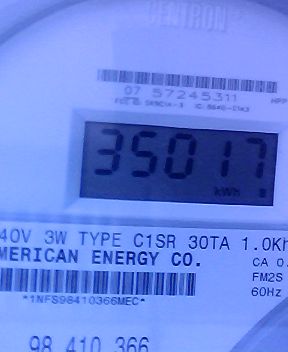 CENTRON®
07 57245311
35017
kWh
40V 3W TYPE C1SR 30TA 1.0Kh
MERICAN ENERGY CO.
CA 0.
FM2S
60Hz
*1NFS98410366MEC*
98 410 366